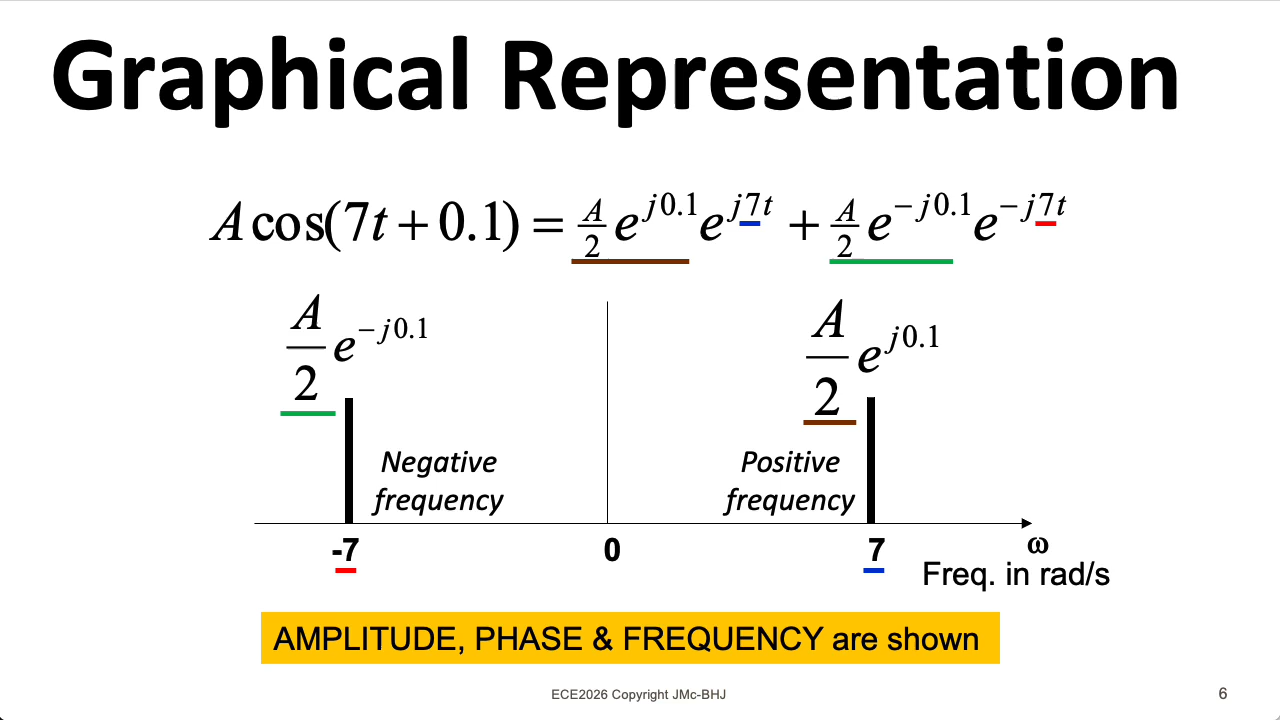 Graphical Representation
A cos(7t + 0.1) = A/2 e^{j0.1} e^{j7t} + A/2 e^{-j0.1} e^{-j7t}
A/2 e^{-j0.1}
A/2 e^{j0.1}
Negative
frequency
Positive
frequency
-7
0
7
ω
Freq. in rad/s
AMPLITUDE, PHASE & FREQUENCY are shown
ECE2026 Copyright JMc-BHJ
6